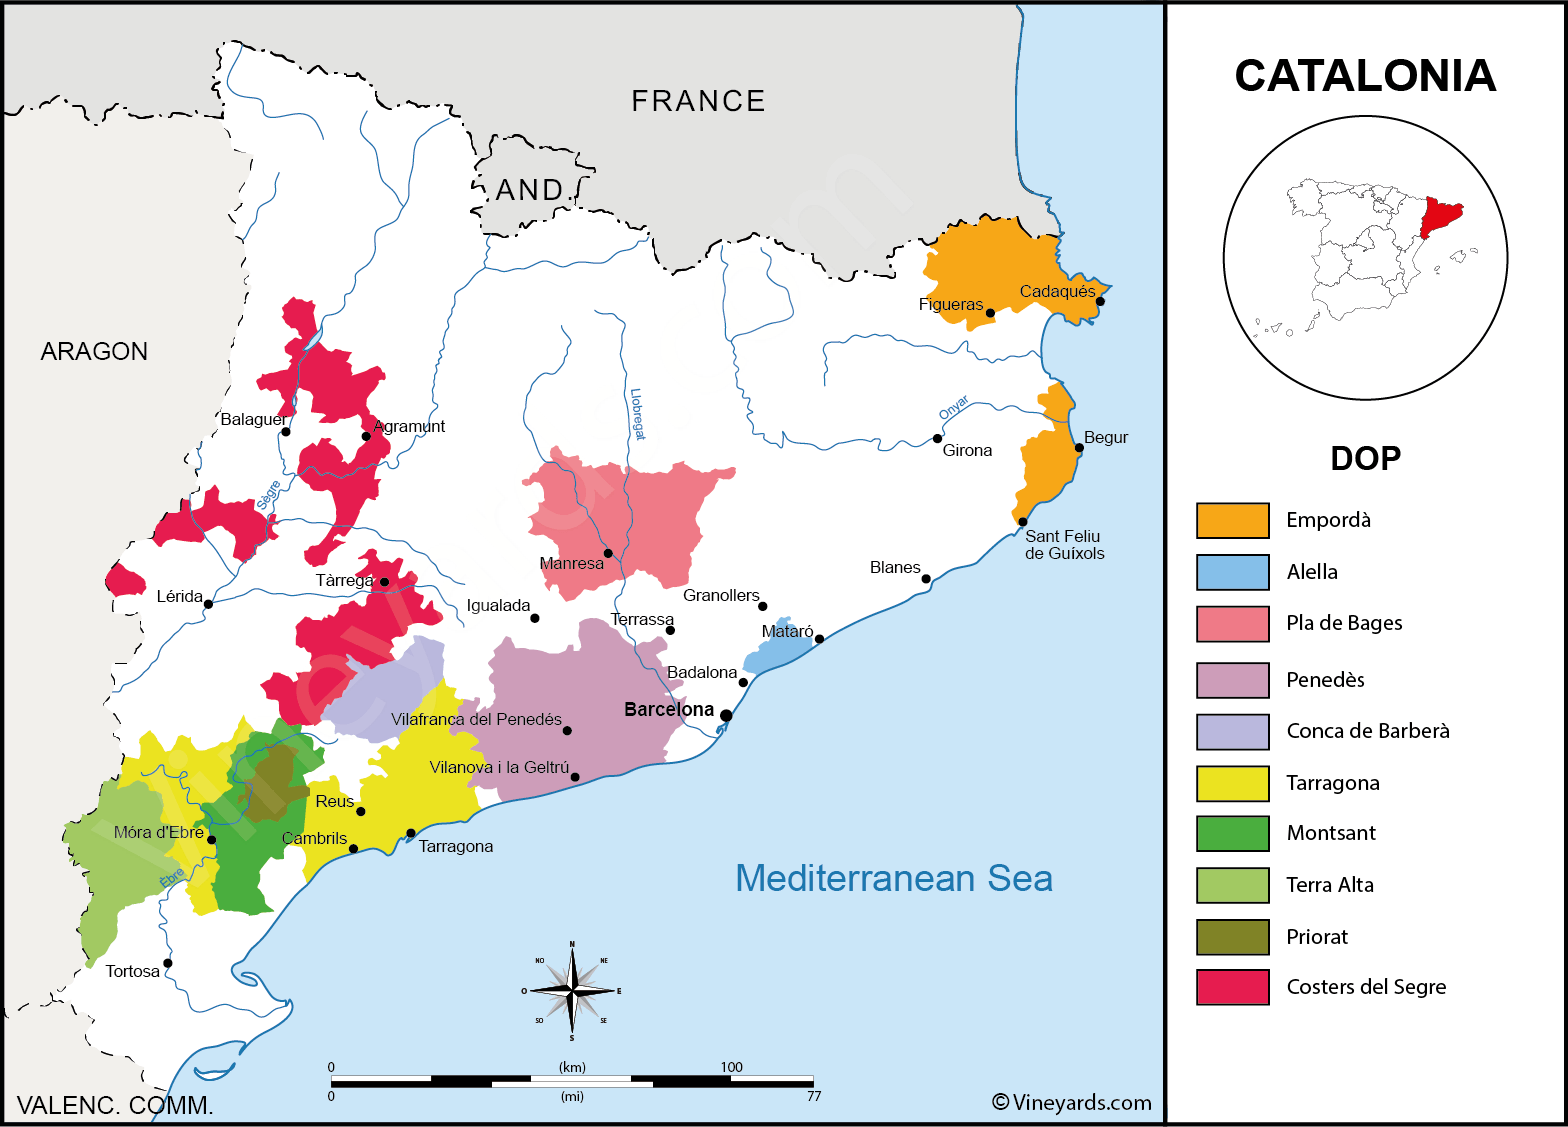 FRANCE
AND.
ARAGON
Cadaqués
Figueras
Balaguer
Agramunt
Llobregat
Onyar
Girona
Begur
Sègre
Sant Feliu
de Guíxols
Manresa
Blanes
Tàrrega
Lérida
Igualada
Granollers
Terrassa
Mataró
Badalona
Barcelona
Vilafranca del Penedés
Vilanova i la Geltrú
Reus
Móra d'Ebre
Cambrils
Tarragona
Èbre
Tortosa
Mediterranean Sea
N
NO
NE
O
E
SO
SE
S
0
(km)
100
0
(mi)
77
VALENC. COMM.
© Vineyards.com
CATALONIA
DOP
Empordà
Alella
Pla de Bages
Penedès
Conca de Barberà
Tarragona
Montsant
Terra Alta
Priorat
Costers del Segre